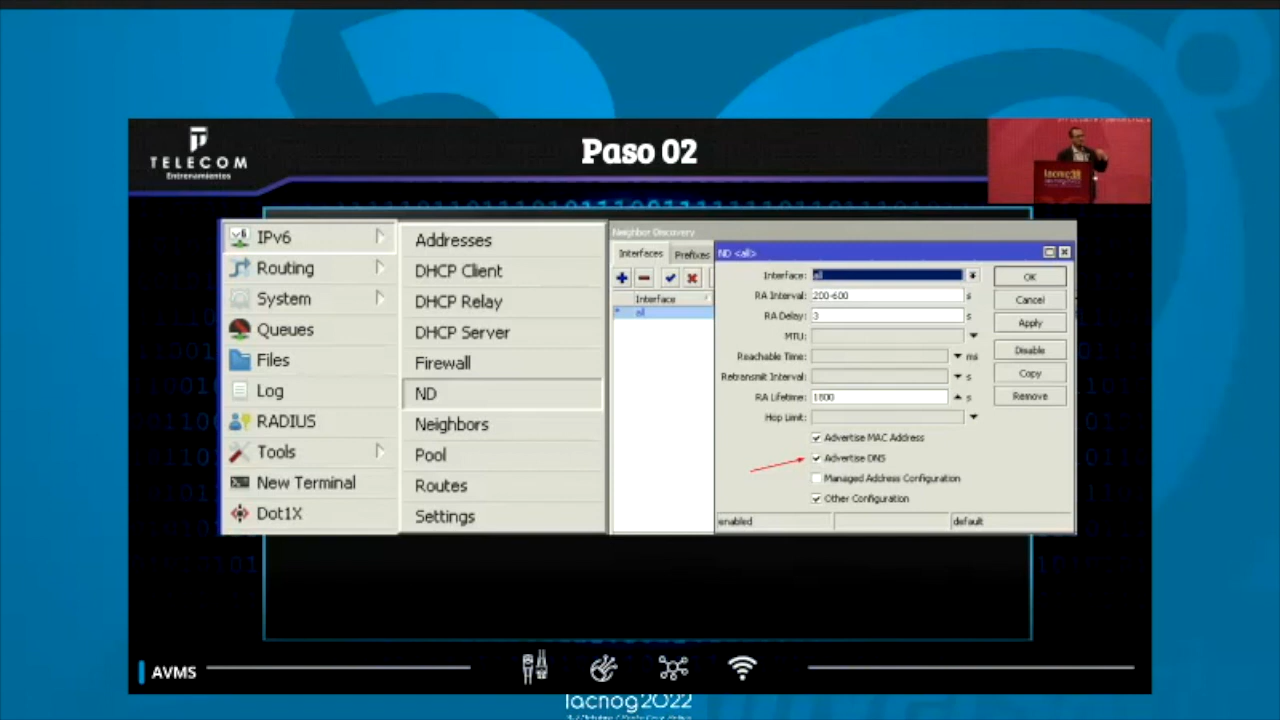 TELECOM
Entrenamientos
Paso 02
IPv6
Routing
System
Queues
Files
Log
RADIUS
Tools
New Terminal
Dot1X
Addresses
DHCP Client
DHCP Relay
DHCP Server
Firewall
ND
Neighbors
Pool
Routes
Settings
Neighbor Discovery
Interfaces
Prefixes
Interface
all
ND <all>
Interface: all
RA Interval: 200-600 s
RA Delay: 3 s
MTU:
Reachable Time: ms
Retransmit Interval: s
RA Lifetime: 1800 s
Hop Limit:
Advertise MAC Address
Advertise DNS
Managed Address Configuration
Other Configuration
OK
Cancel
Apply
Disable
Copy
Remove
enabled
default
AVMS
lacnog2022